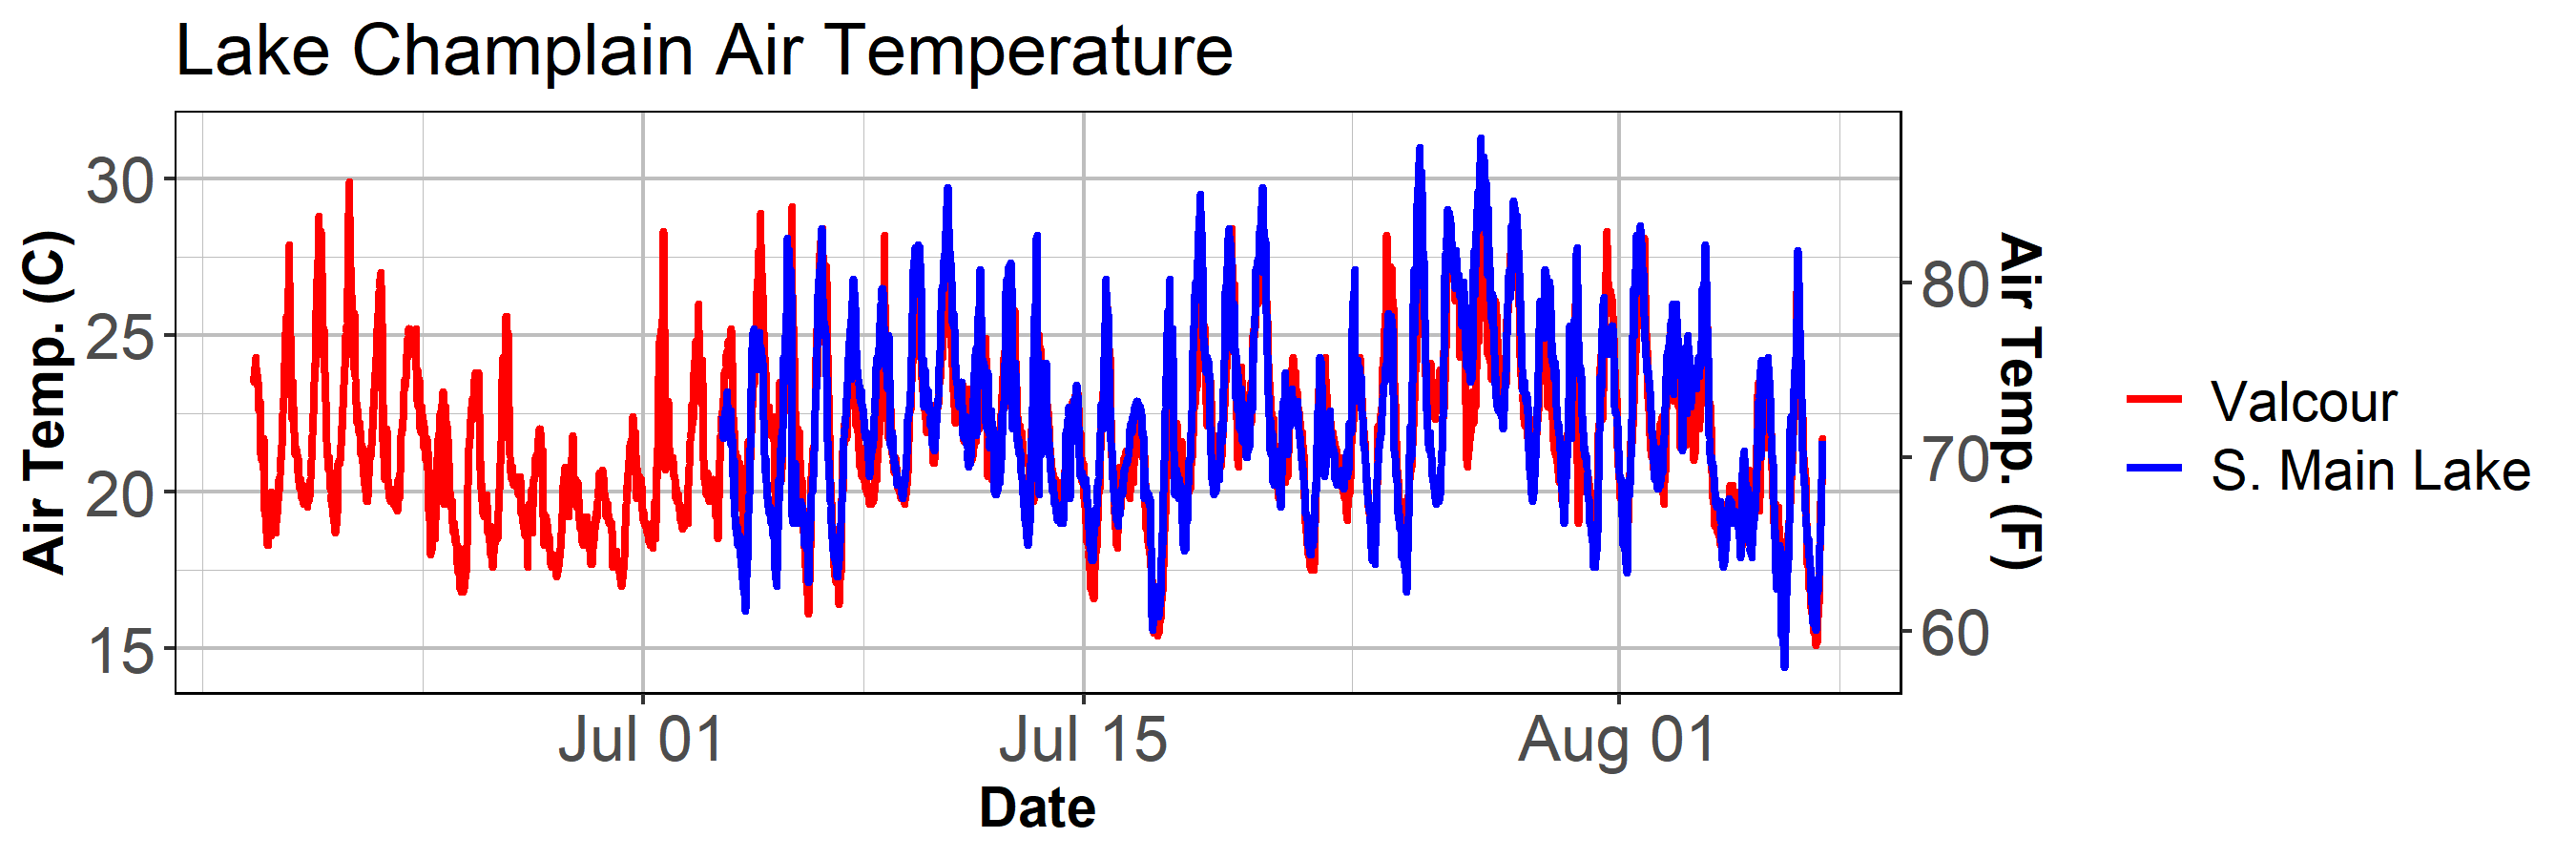 Lake Champlain Air Temperature
Air Temp. (C)
30
25
20
15
Jul 01
Jul 15
Aug 01
Date
80
70
60
Air Temp. (F)
Valcour
S. Main Lake